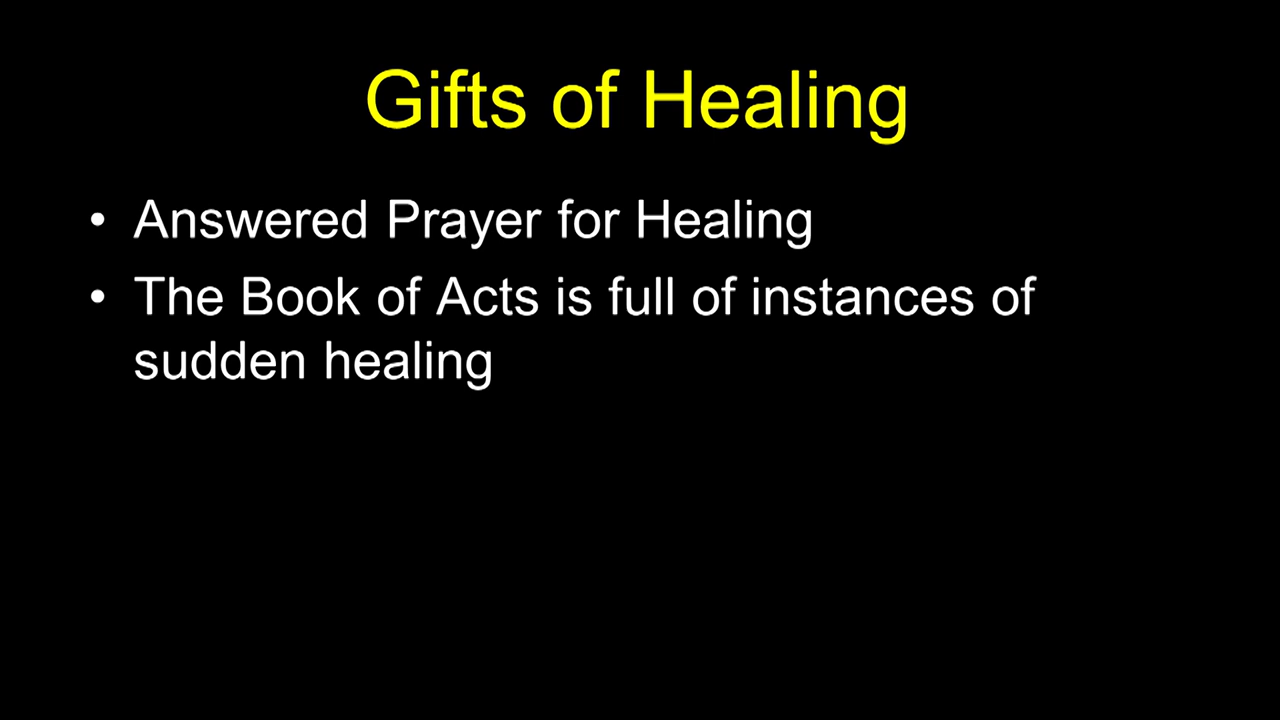 Gifts of Healing
• Answered Prayer for Healing
• The Book of Acts is full of instances of
sudden healing